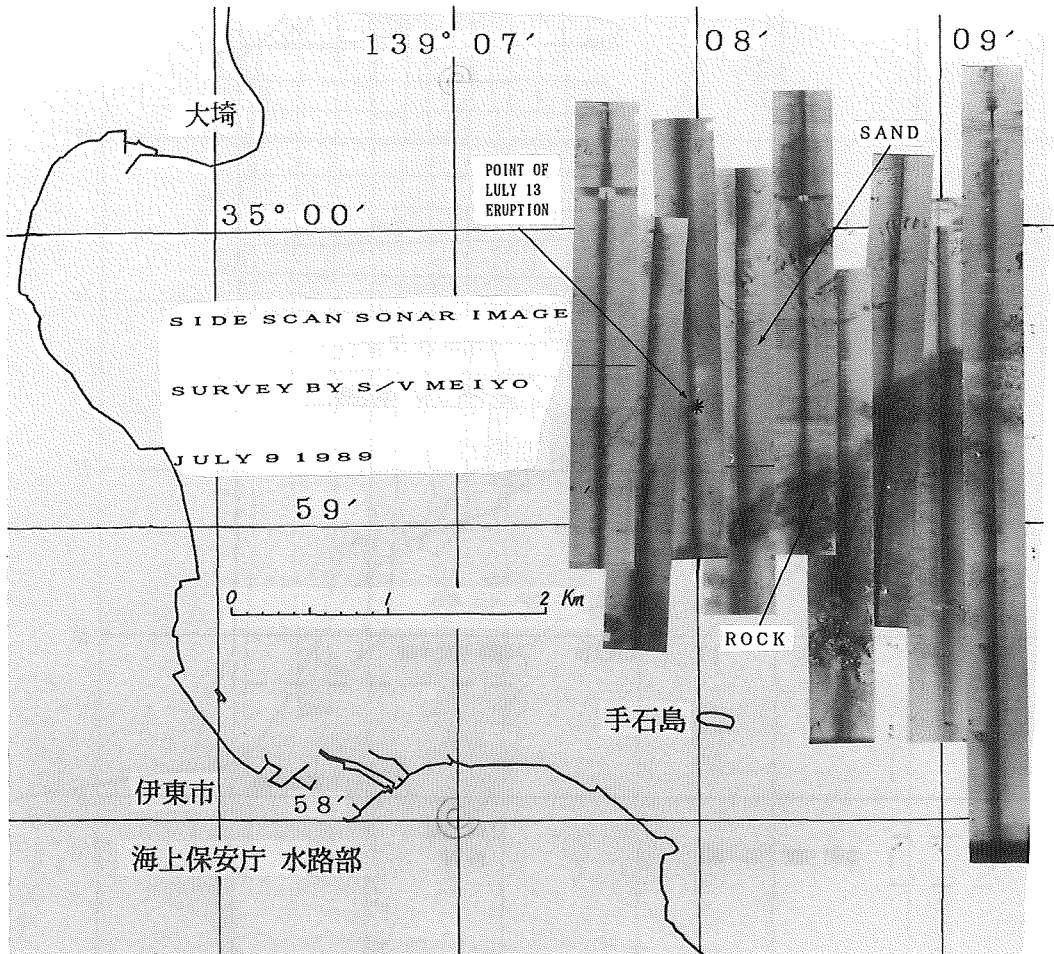 139° 07′
08′
09′
大埼
SAND
POINT OF
LULY 13
ERUPTION
35° 00′
SIDE SCAN SONAR IMAGE
SURVEY BY S/V MEIYO
JULY 9 1989
59′
0 1 2 Km
ROCK
手石島
伊東市
58′
海上保安庁 水路部